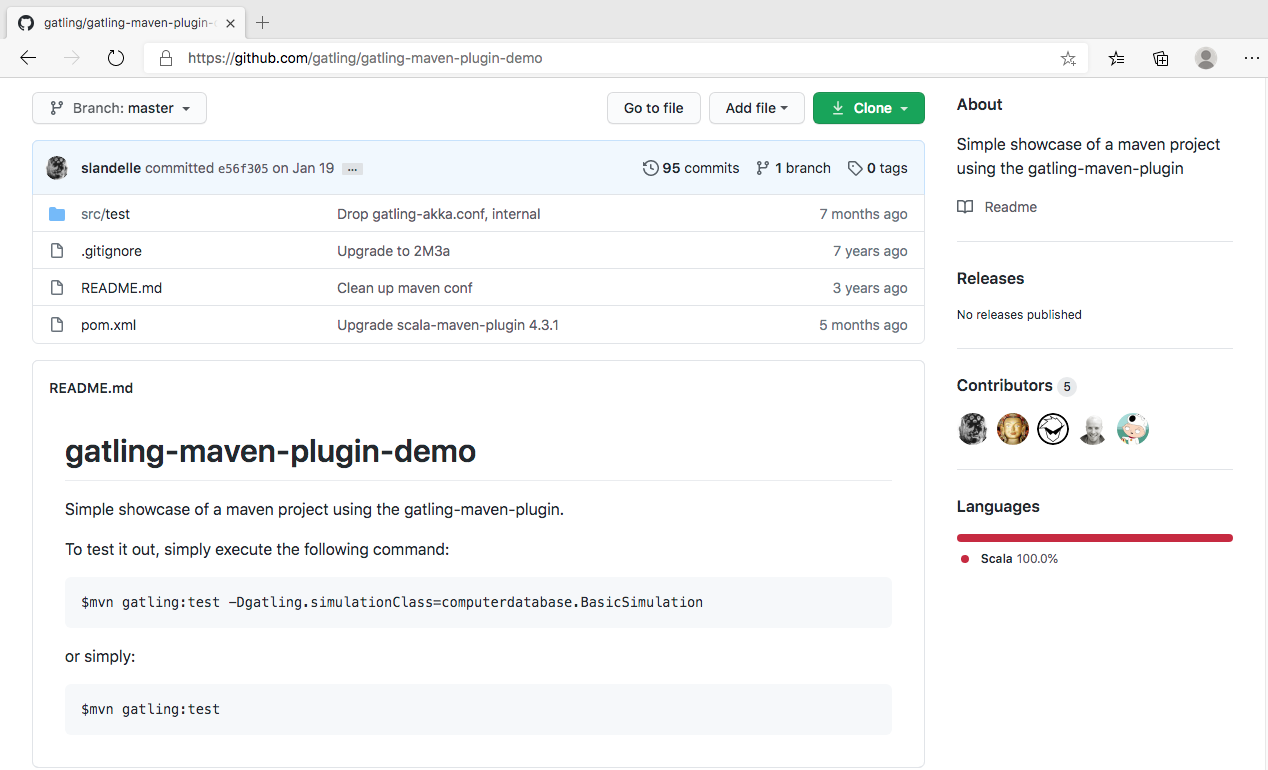 gatling/gatling-maven-plugin-
https://github.com/gatling/gatling-maven-plugin-demo
Branch: master
Go to file
Add file
Clone
slandelle committed e56f305 on Jan 19 ...
95 commits
1 branch
0 tags
src/test Drop gatling-akka.conf, internal 7 months ago
.gitignore Upgrade to 2M3a 7 years ago
README.md Clean up maven conf 3 years ago
pom.xml Upgrade scala-maven-plugin 4.3.1 5 months ago
README.md
gatling-maven-plugin-demo
Simple showcase of a maven project using the gatling-maven-plugin.
To test it out, simply execute the following command:
$mvn gatling:test -Dgatling.simulationClass=computerdatabase.BasicSimulation
or simply:
$mvn gatling:test
About
Simple showcase of a maven project
using the gatling-maven-plugin
Readme
Releases
No releases published
Contributors 5
Languages
Scala 100.0%